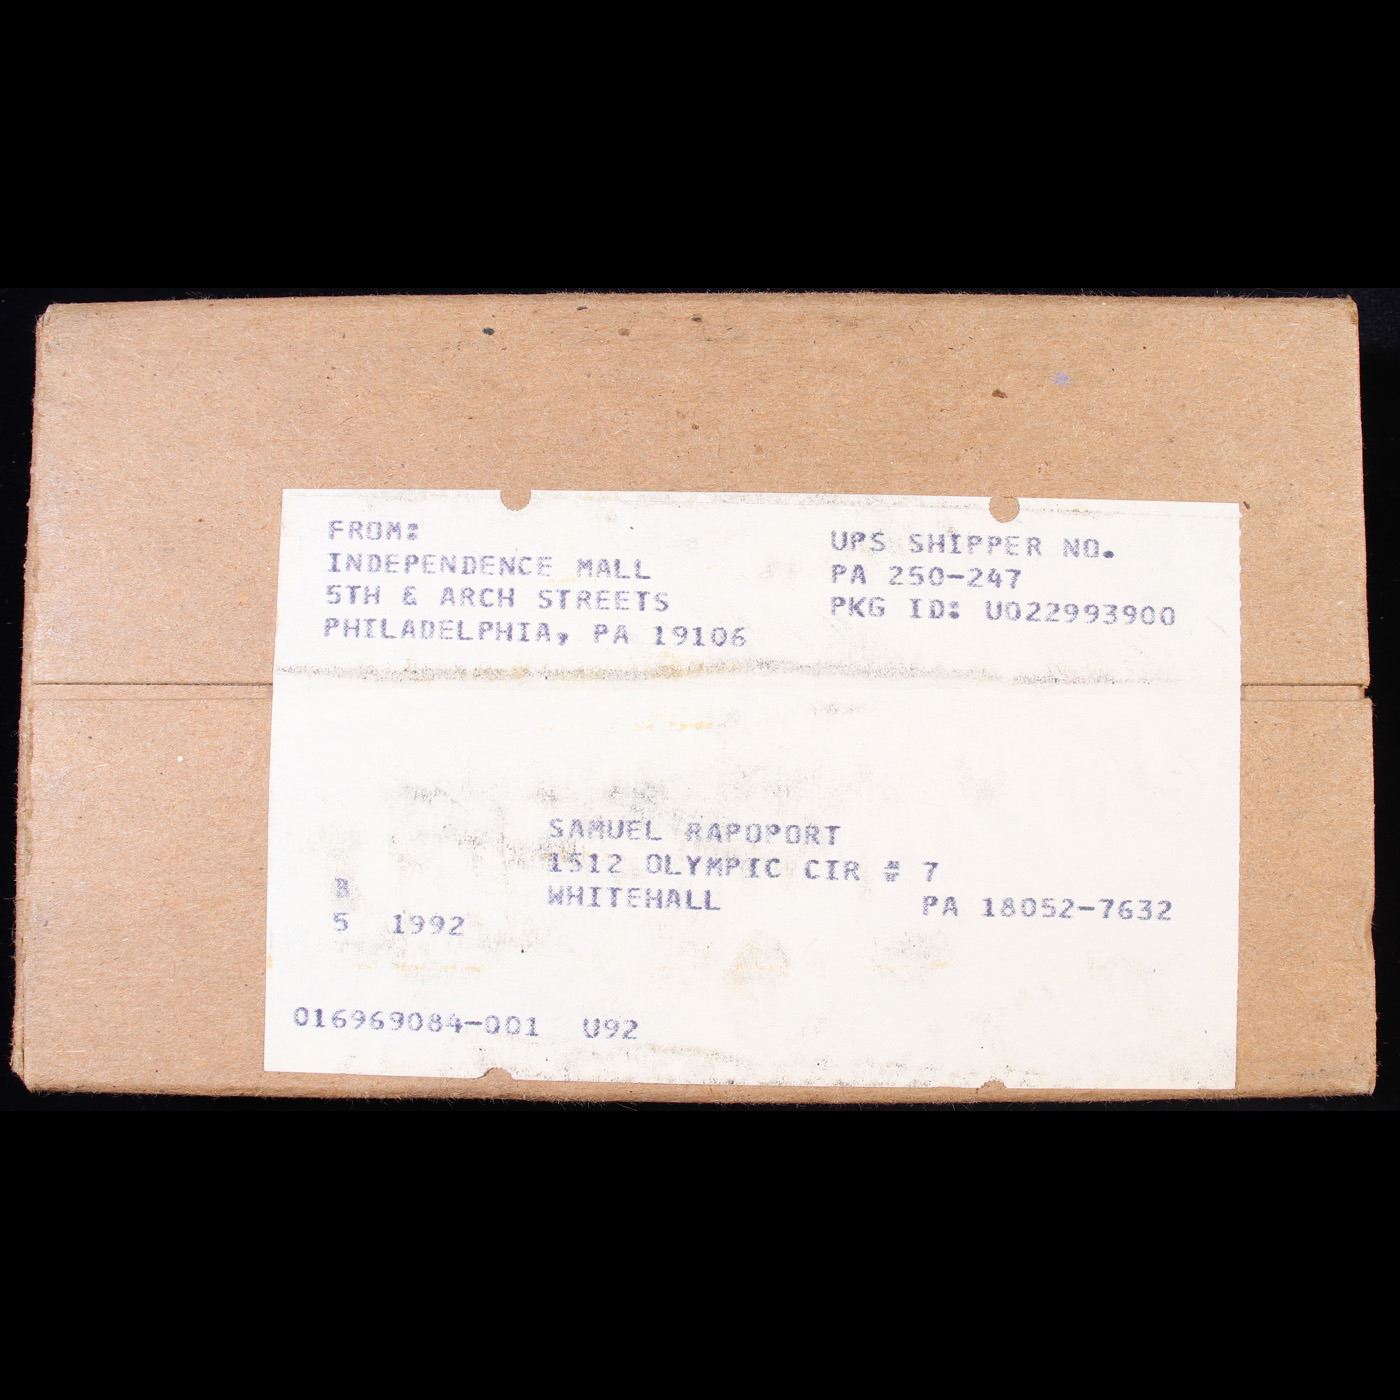 FROM:
INDEPENDENCE MALL
5TH & ARCH STREETS
PHILADELPHIA, PA 19106
UPS SHIPPER NO.
PA 250-247
PKG ID: U022993900
SAMUEL RAPOPORT
1512 OLYMPIC CIR # 7
WHITEHALL PA 18052-7632
B
5 1992
016969084-001 U92